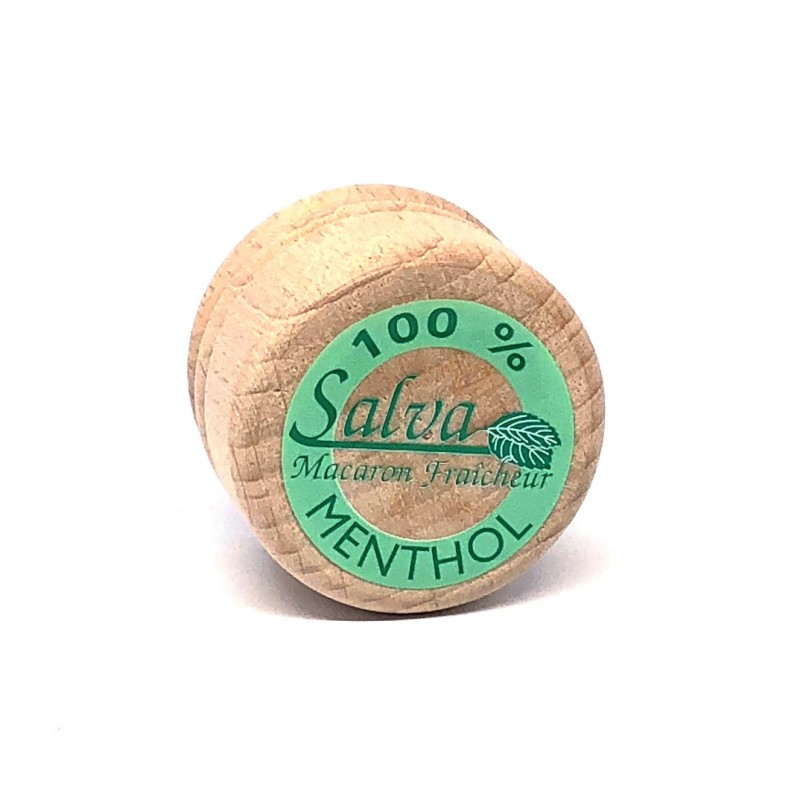 100 %
Salva
Macaron Fraîcheur
MENTHOL